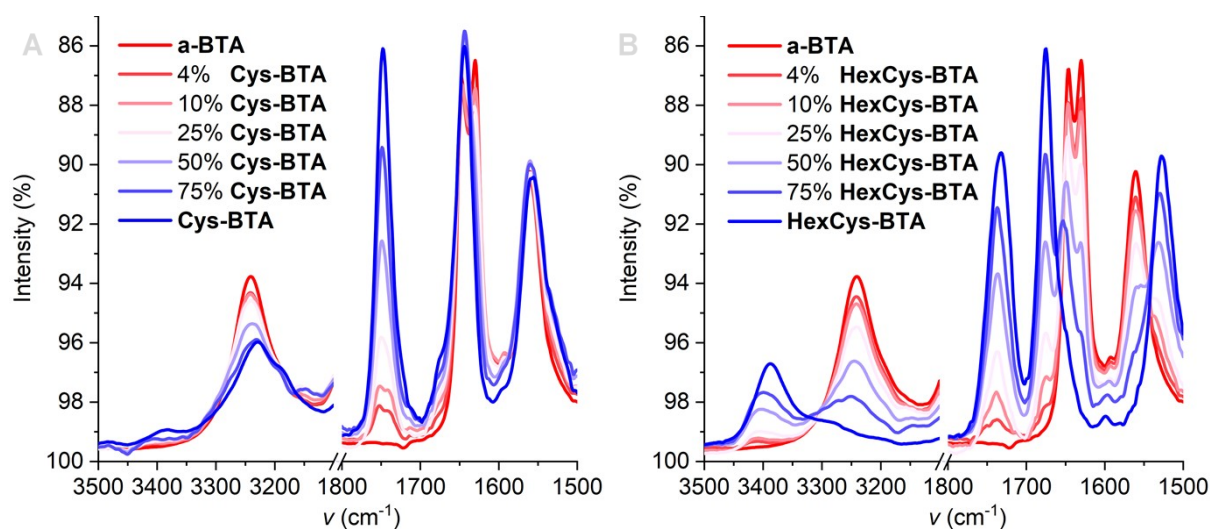 A
a-BTA
4% Cys-BTA
10% Cys-BTA
25% Cys-BTA
50% Cys-BTA
75% Cys-BTA
Cys-BTA
Intensity (%)
86
88
90
92
94
96
98
100
3500 3400 3300 3200 1800 1700 1600 1500
ν (cm⁻¹)
B
a-BTA
4% HexCys-BTA
10% HexCys-BTA
25% HexCys-BTA
50% HexCys-BTA
75% HexCys-BTA
HexCys-BTA
Intensity (%)
86
88
90
92
94
96
98
100
3500 3400 3300 3200 1800 1700 1600 1500
ν (cm⁻¹)